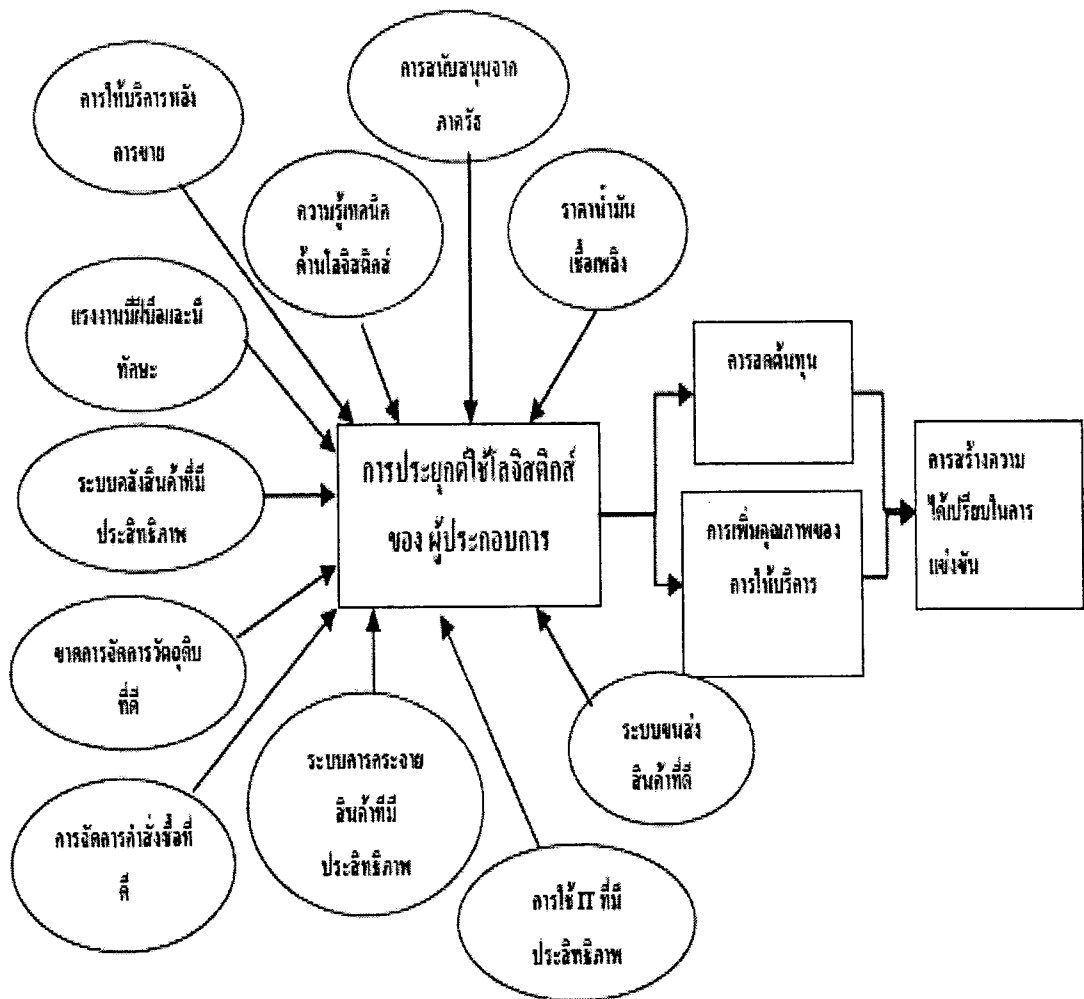 การสนับสนุนจาก
ภาครัฐ
การให้บริการหลัง
การขาย
ความรู้เทคนิค
ด้านโลจิสติกส์
ราคาน้ำมัน
เชื้อเพลิง
แรงงานมีฝีมือและมี
ทักษะ
การลดต้นทุน
ระบบคลังสินค้าที่มี
ประสิทธิภาพ
การประยุกต์ใช้โลจิสติกส์
ของ ผู้ประกอบการ
การสร้างความ
ได้เปรียบในการ
แข่งขัน
การเพิ่มคุณภาพของ
การให้บริการ
ขาดการจัดการวัตถุดิบ
ที่ดี
ระบบขนส่ง
สินค้าที่ดี
ระบบการกระจาย
สินค้าที่มี
ประสิทธิภาพ
การจัดการคำสั่งซื้อที่
ดี
การใช้ IT ที่มี
ประสิทธิภาพ